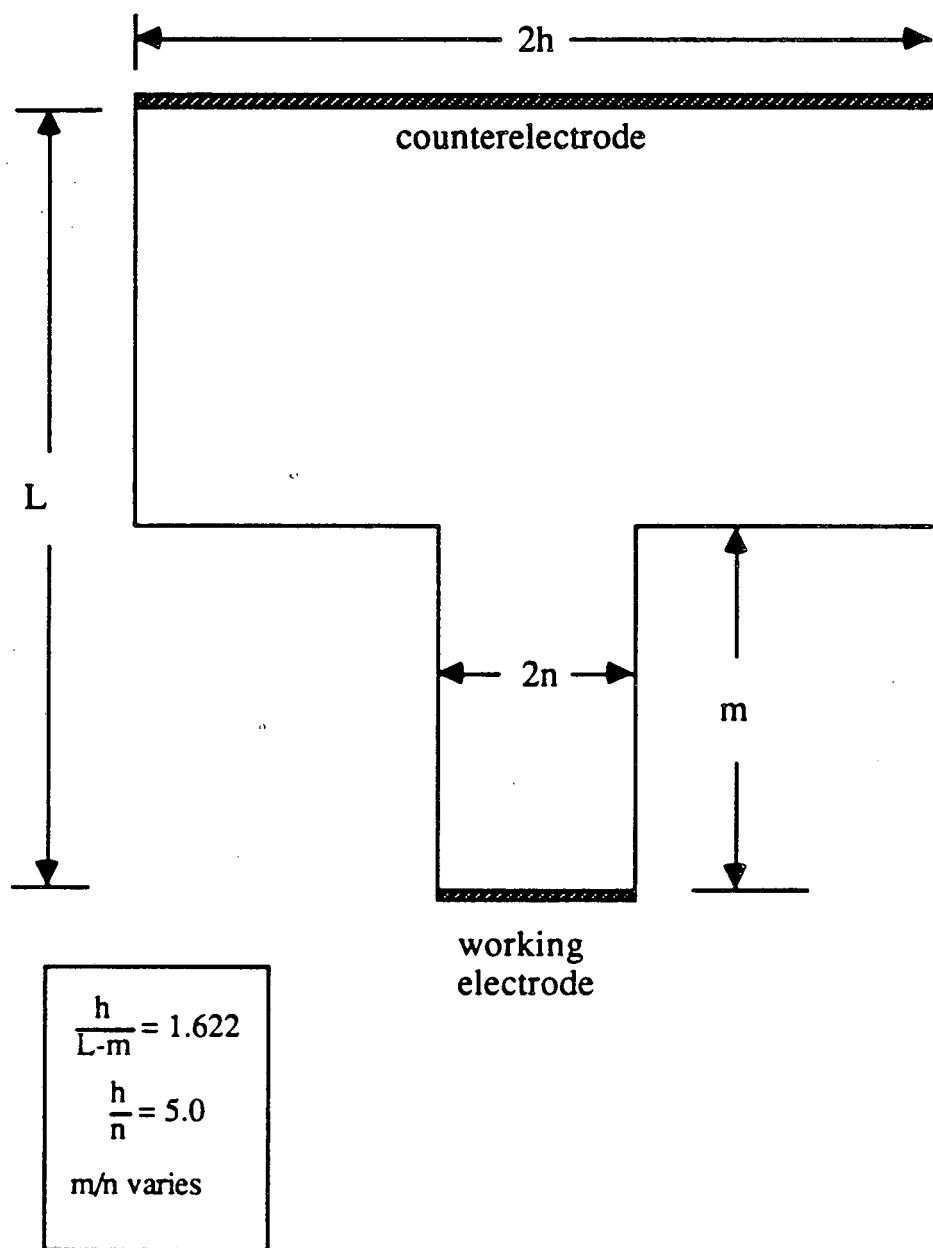 2h
counterelectrode
L
2n
m
working
electrode
h
L-m = 1.622
h
n = 5.0
m/n varies